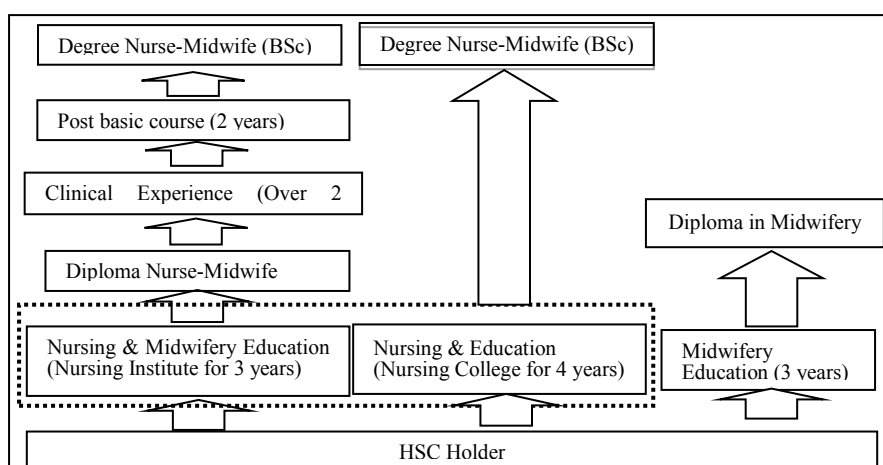 Degree Nurse-Midwife (BSc)
Degree Nurse-Midwife (BSc)
Post basic course (2 years)
Clinical Experience (Over 2
Diploma in Midwifery
Diploma Nurse-Midwife
Nursing & Midwifery Education
(Nursing Institute for 3 years)
Nursing & Education
(Nursing College for 4 years)
Midwifery
Education (3 years)
HSC Holder